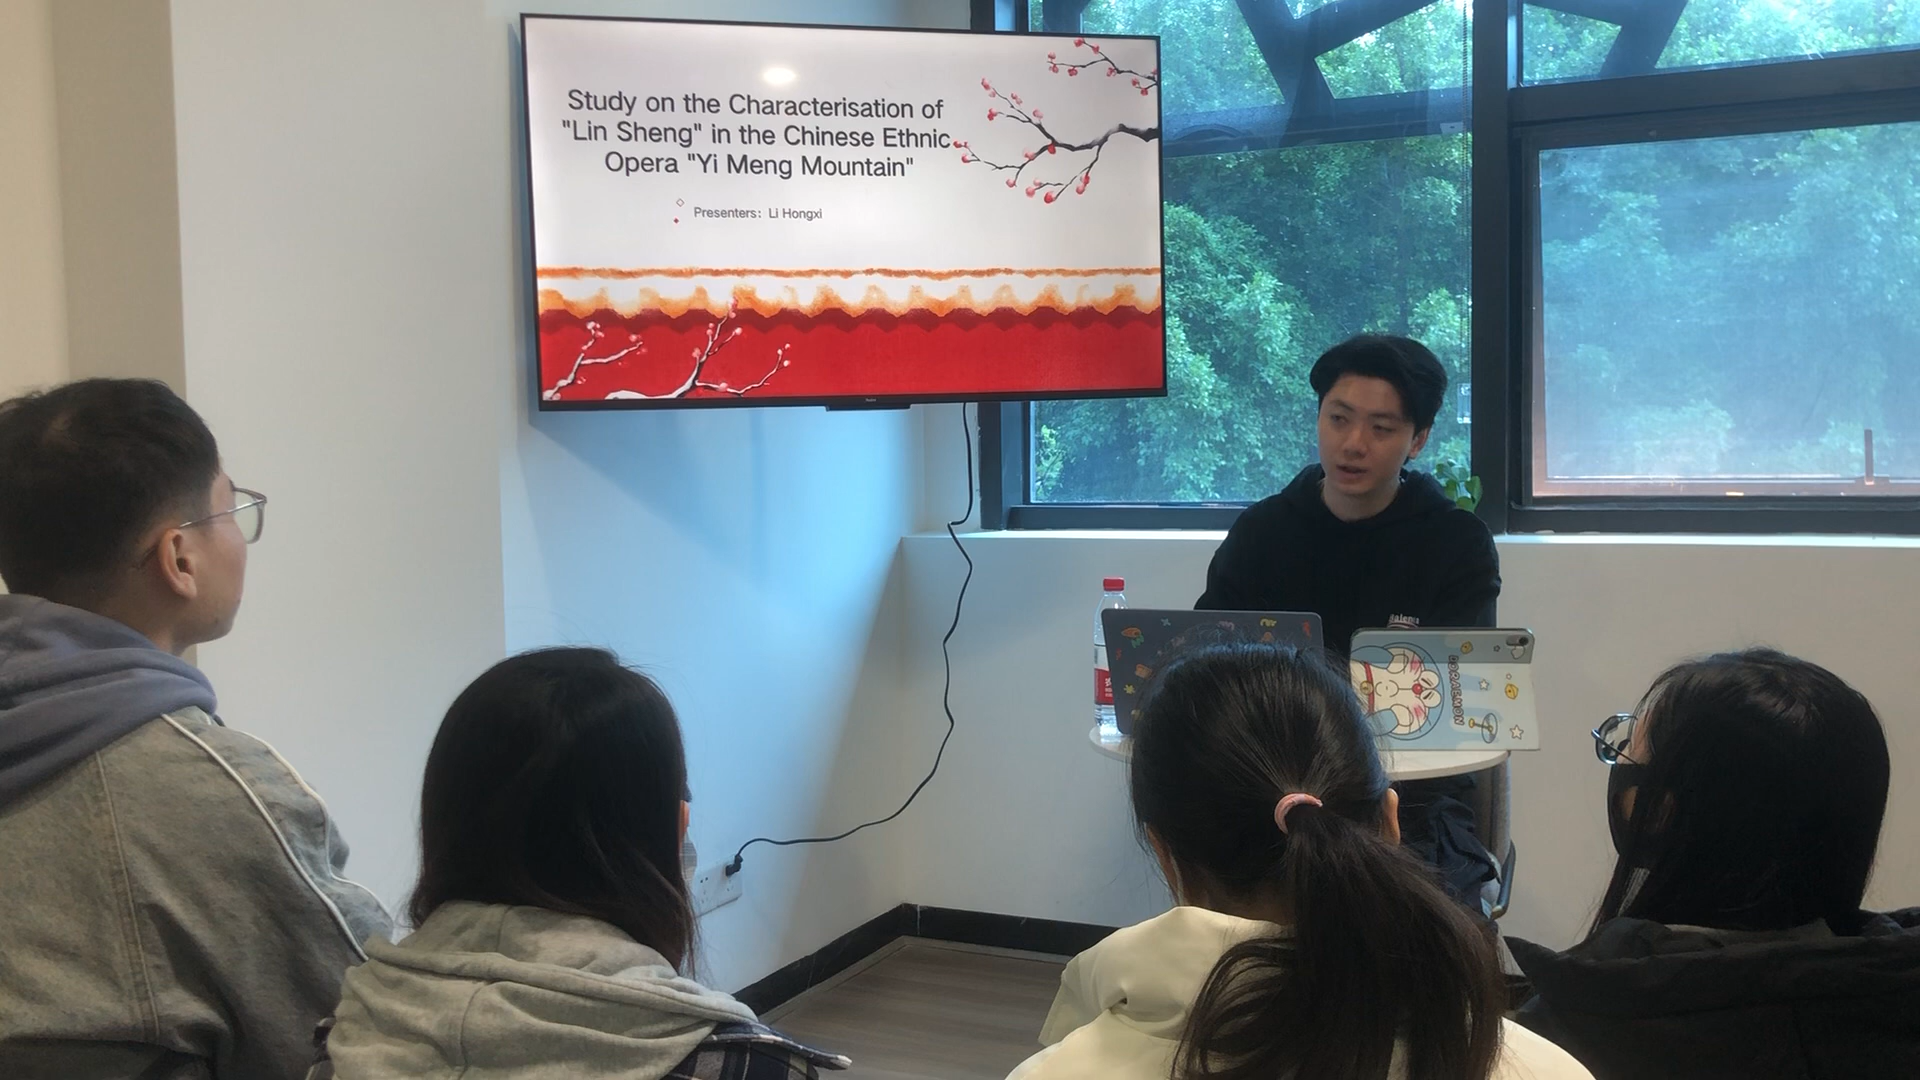 Study on the Characterisation of
"Lin Sheng" in the Chinese Ethnic
Opera "Yi Meng Mountain"
Presenters: Li Hongxi
DORAEMON